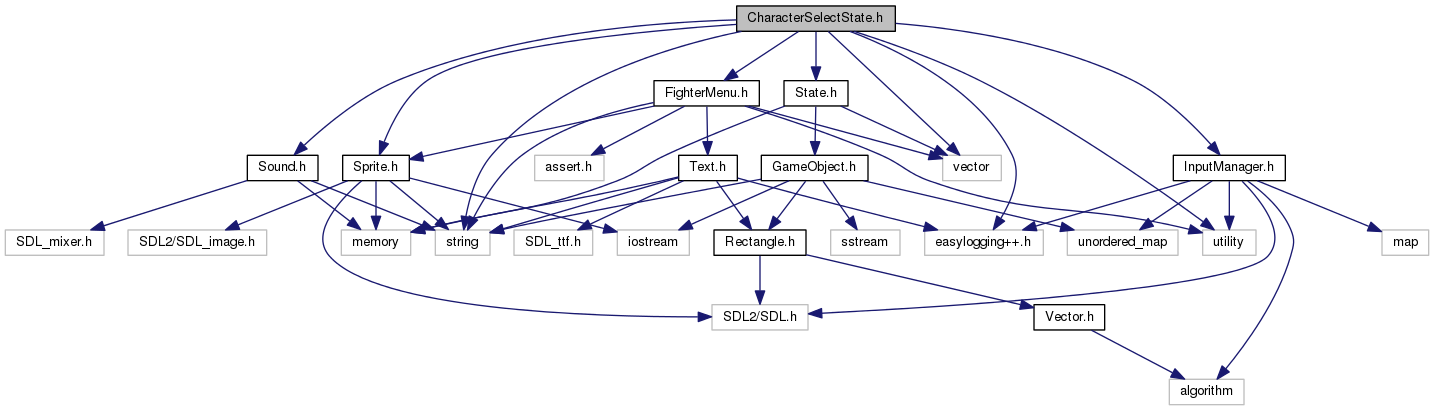 CharacterSelectState.h
FighterMenu.h
State.h
Sound.h
Sprite.h
assert.h
Text.h
GameObject.h
vector
InputManager.h
SDL_mixer.h
SDL2/SDL_image.h
memory
string
SDL_ttf.h
iostream
Rectangle.h
sstream
easylogging++.h
unordered_map
utility
map
SDL2/SDL.h
Vector.h
algorithm